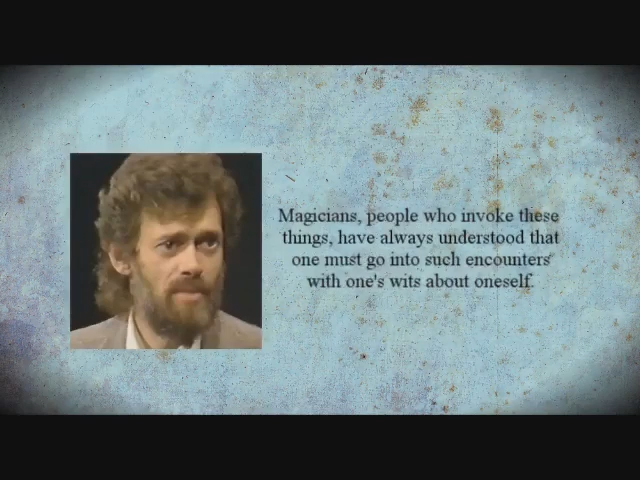 Magicians, people who invoke these
things, have always understood that
one must go into such encounters
with one's wits about oneself.